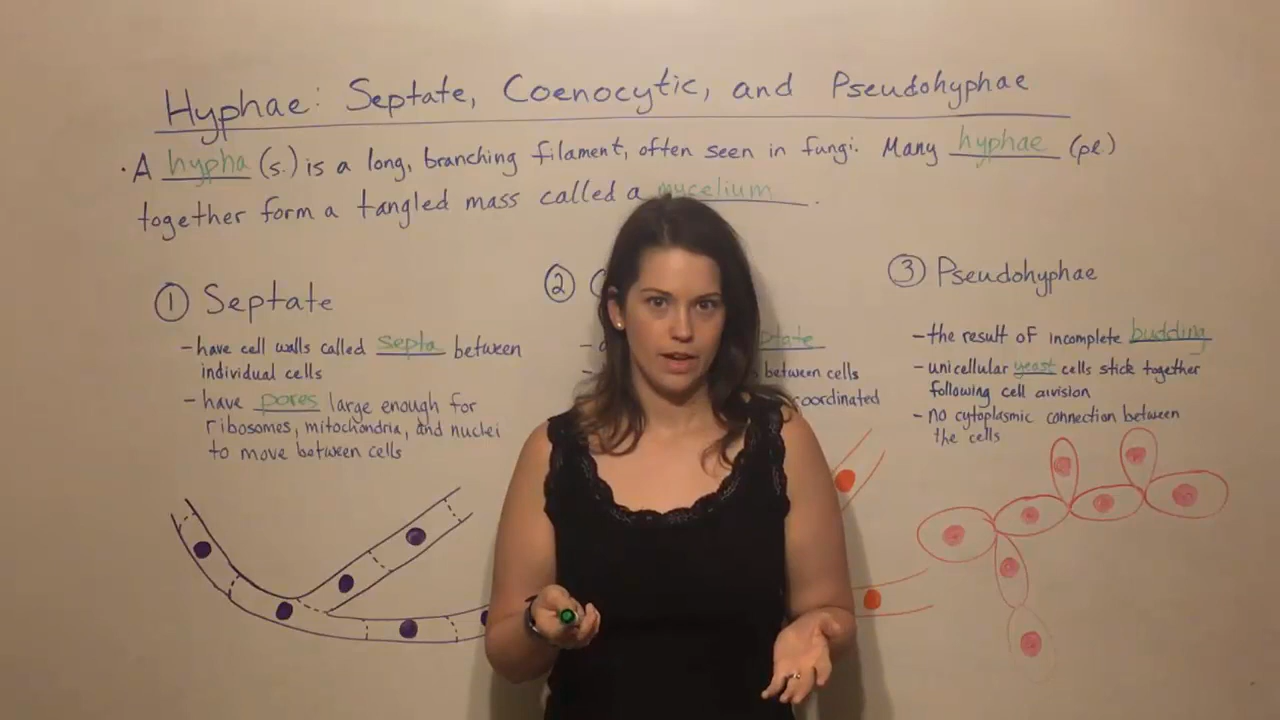 Hyphae: Septate, Coenocytic, and Pseudohyphae
· A hypha (s.) is a long, branching filament, often seen in fungi. Many hyphae (pl.)
together form a tangled mass called a mycelium.
① Septate
- have cell walls called septa between
individual cells
- have pores large enough for
ribosomes, mitochondria, and nuclei
to move between cells
②
between cells
coordinated
③ Pseudohyphae
- the result of incomplete budding
- unicellular yeast cells stick together
following cell division
- no cytoplasmic connection between
the cells